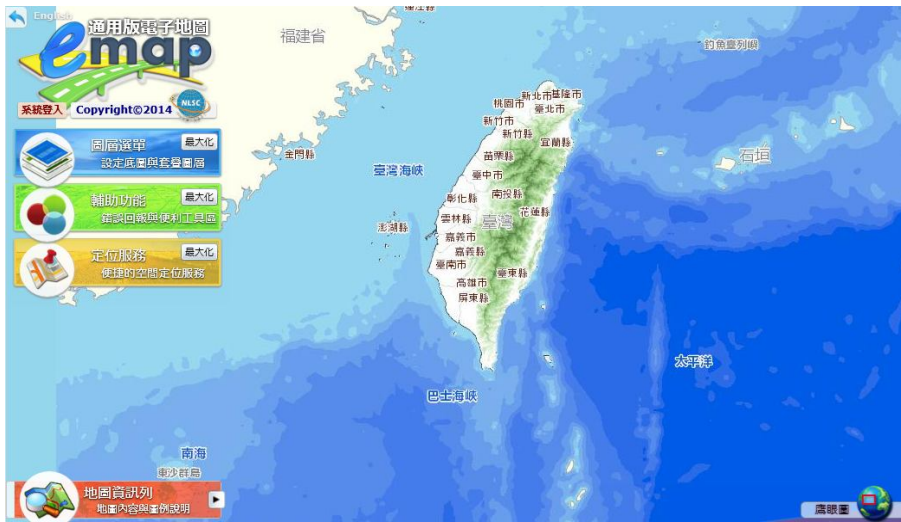 English
通用版電子地圖
emap
系統登入 Copyright©2014 NLSC
圖層選單 最大化
設定底圖與套疊圖層
輔助功能 最大化
錯誤回報與便利工具區
定位服務 最大化
便捷的空間定位服務
福建省
釣魚臺列嶼
新北市 基隆市
桃園市 臺北市
新竹市
新竹縣 宜蘭縣
金門縣
苗栗縣
石垣
臺灣海峽
臺中市
彰化縣 南投縣
花蓮縣
雲林縣 臺灣
澎湖縣
嘉義市
嘉義縣
臺南市
臺東縣
高雄市
屏東縣
太平洋
巴士海峽
南海
東沙群島
地圖資訊列
地圖內容與圖例說明
鷹眼圖